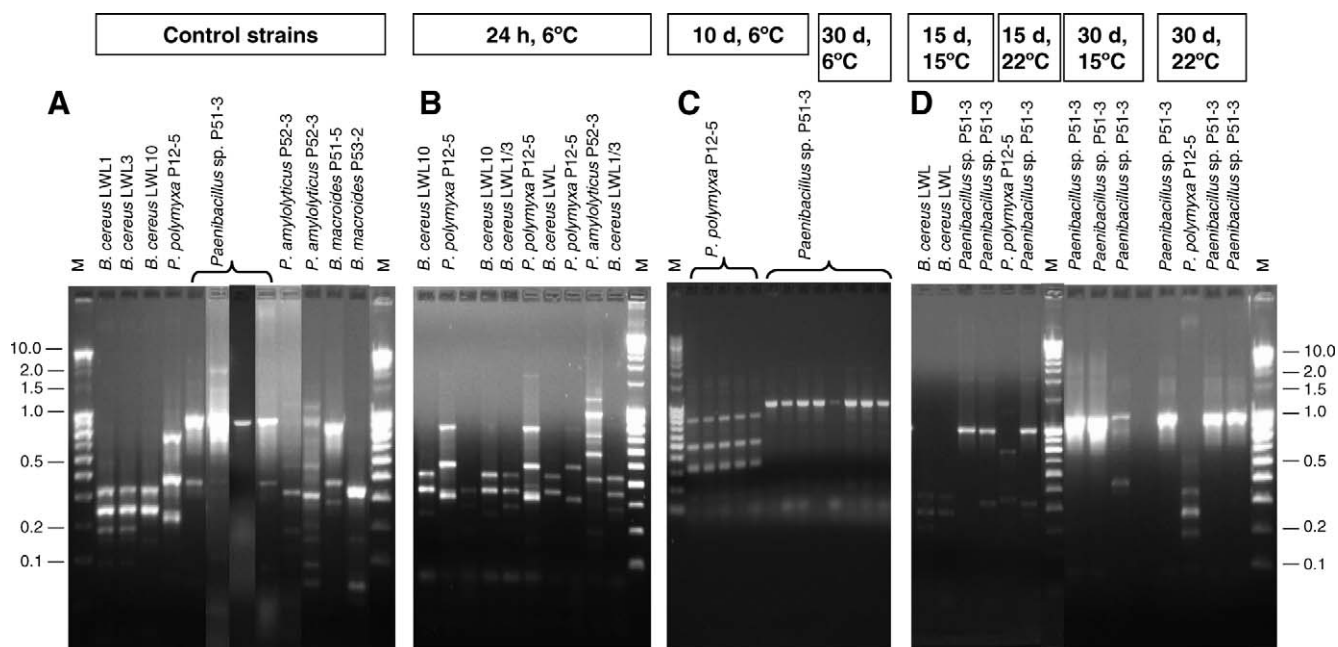 Control strains
24 h, 6ºC
10 d, 6ºC
30 d,
6ºC
15 d,
15ºC
15 d,
22ºC
30 d,
15ºC
30 d,
22ºC
A
M
B. cereus LWL1
B. cereus LWL3
B. cereus LWL10
P. polymyxa P12-5
Paenibacillus sp. P51-3
P. amylolyticus P52-3
P. amylolyticus P52-3
B. macroides P51-5
B. macroides P53-2
M
10.0
2.0
1.5
1.0
0.5
0.2
0.1
B
B. cereus LWL10
P. polymyxa P12-5
B. cereus LWL10
B. cereus LWL1/3
P. polymyxa P12-5
B. cereus LWL
P. polymyxa P12-5
P. amylolyticus P52-3
B. cereus LWL1/3
M
C
M
P. polymyxa P12-5
Paenibacillus sp. P51-3
D
B. cereus LWL
B. cereus LWL
Paenibacillus sp. P51-3
Paenibacillus sp. P51-3
P. polymyxa P12-5
Paenibacillus sp. P51-3
M
Paenibacillus sp. P51-3
Paenibacillus sp. P51-3
Paenibacillus sp. P51-3
Paenibacillus sp. P51-3
P. polymyxa P12-5
Paenibacillus sp. P51-3
Paenibacillus sp. P51-3
M
10.0
2.0
1.5
1.0
0.5
0.2
0.1